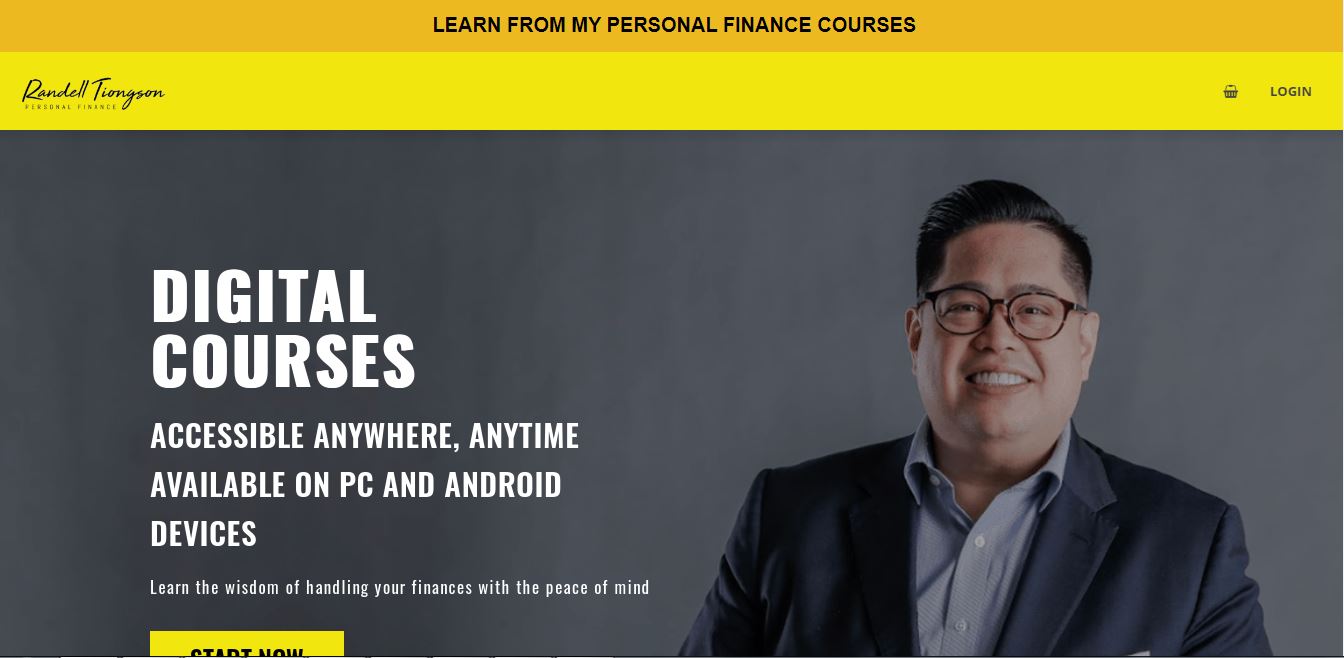 LEARN FROM MY PERSONAL FINANCE COURSES
Randell Tiongson
PERSONAL FINANCE
LOGIN
DIGITAL
COURSES
ACCESSIBLE ANYWHERE, ANYTIME
AVAILABLE ON PC AND ANDROID
DEVICES
Learn the wisdom of handling your finances with the peace of mind
START NOW